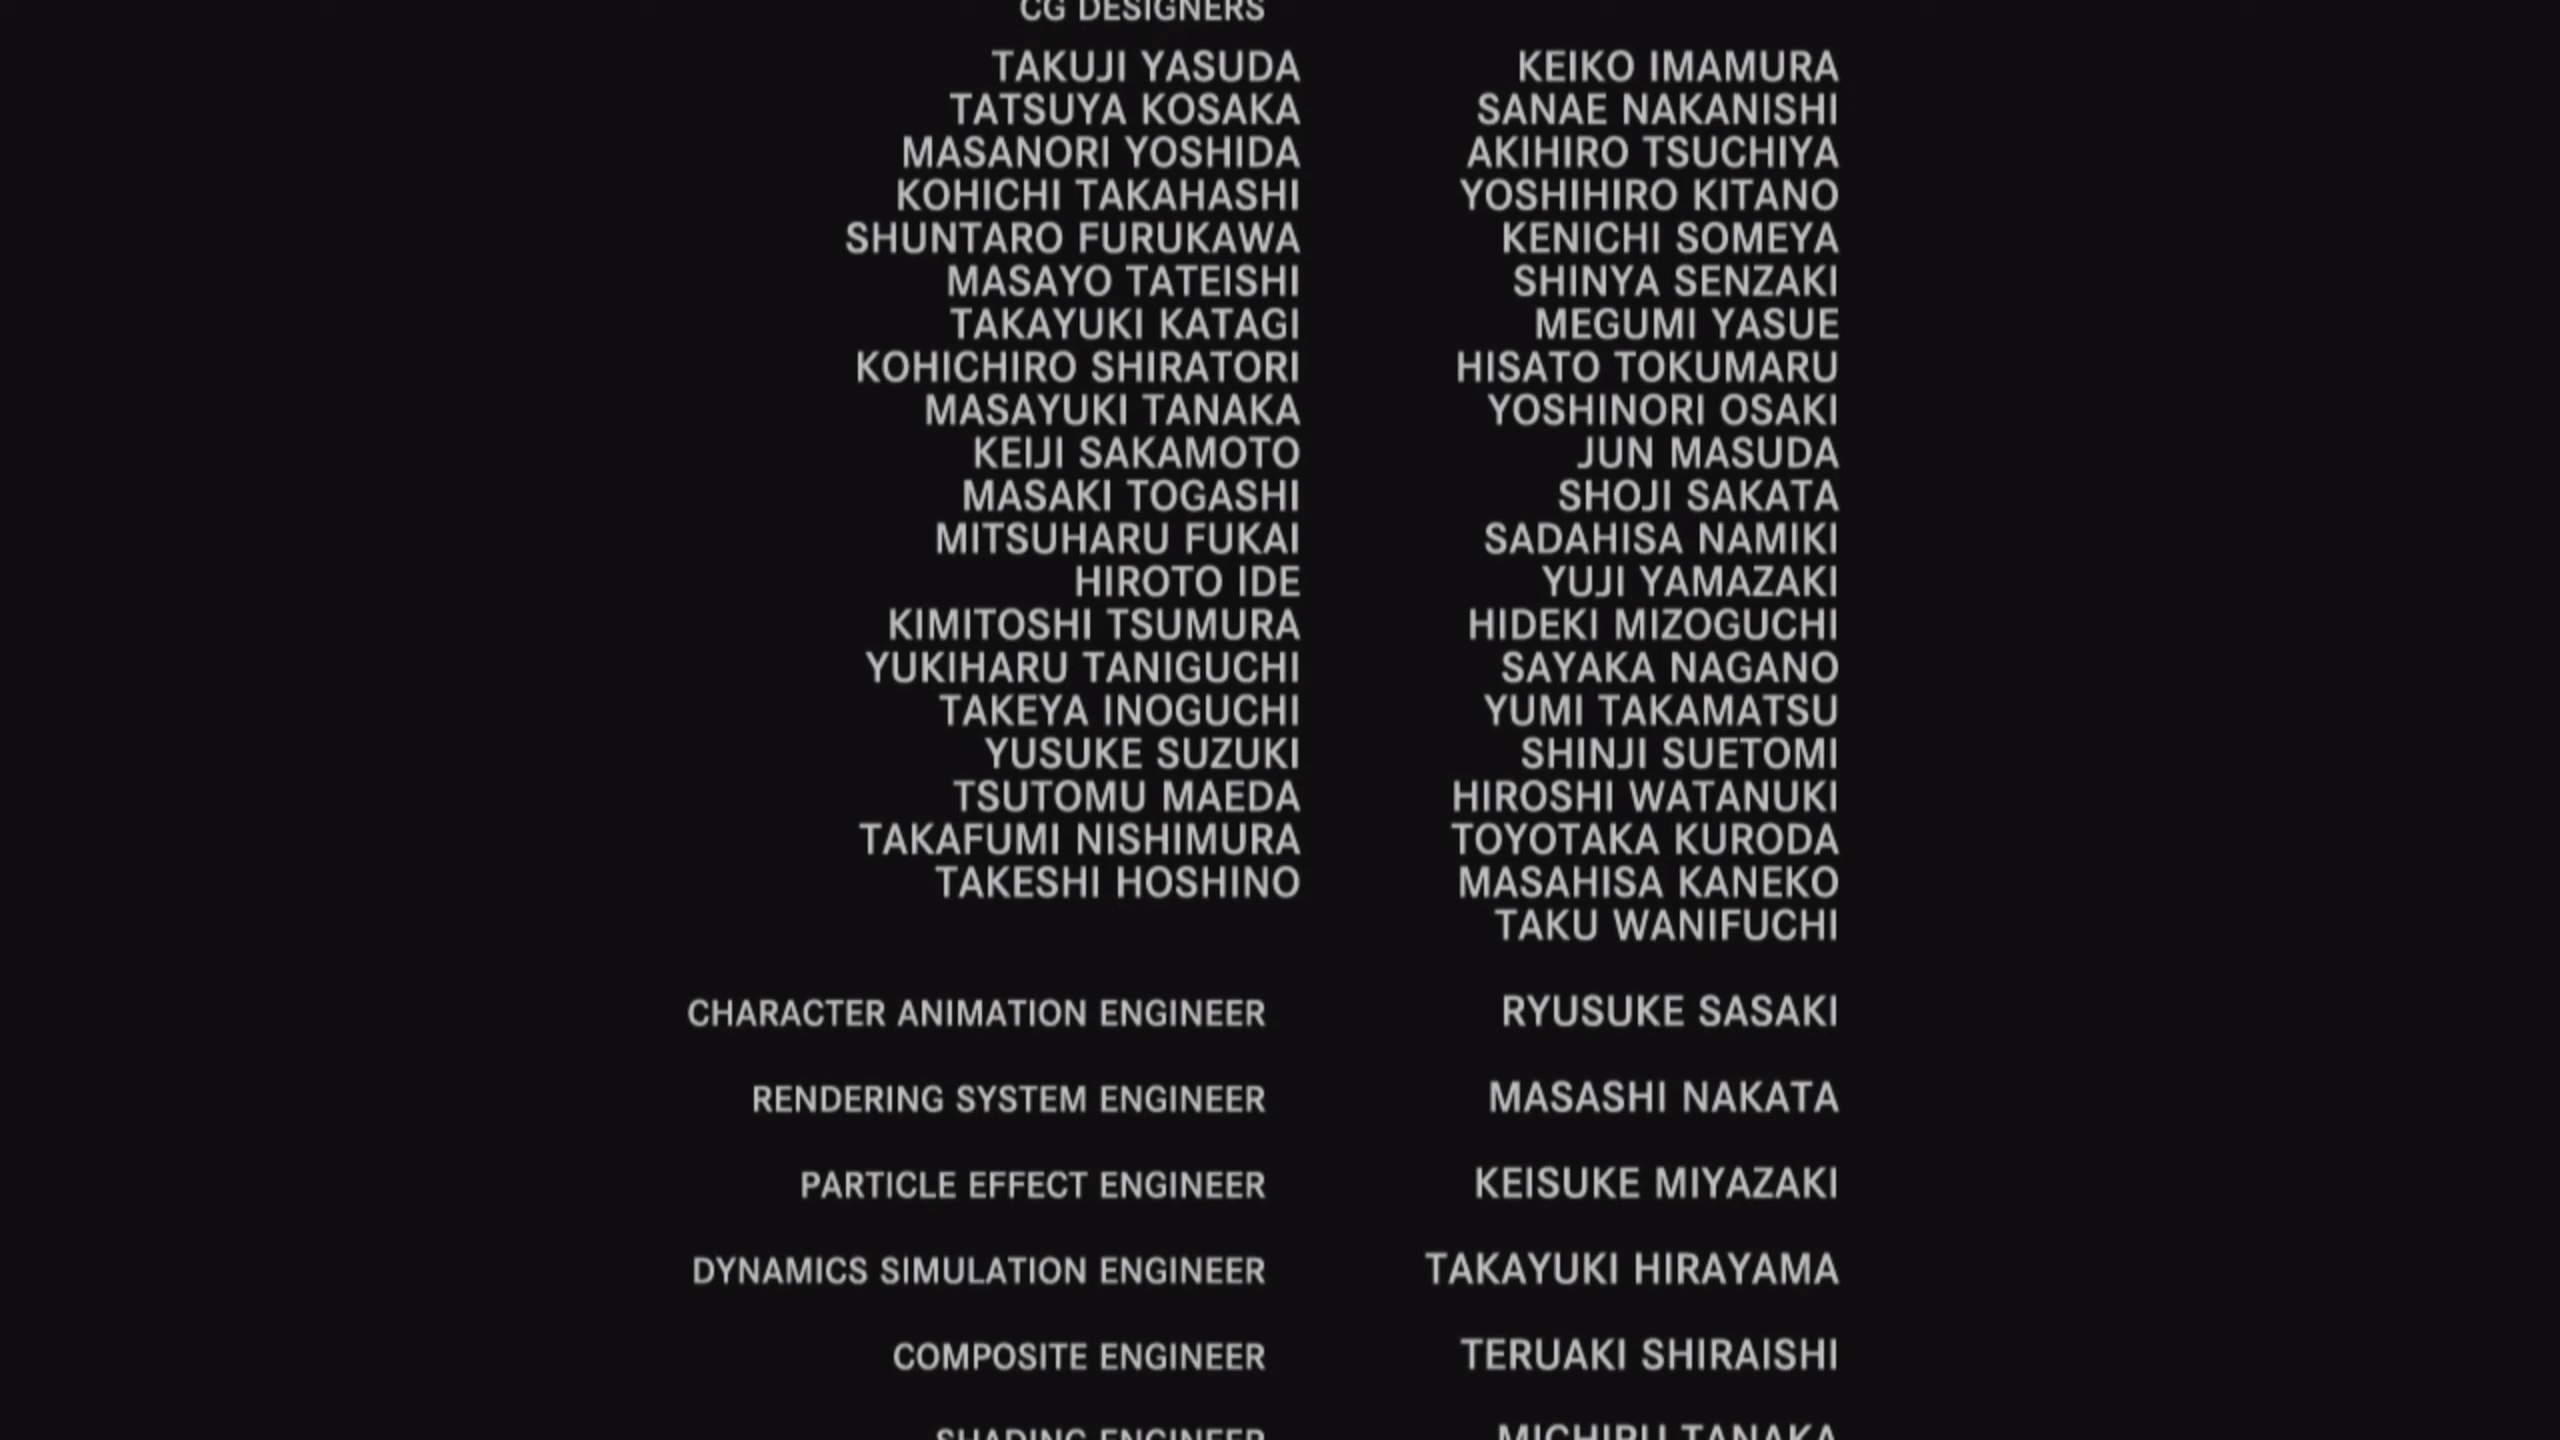 CG DESIGNERS
TAKUJI YASUDA KEIKO IMAMURA
TATSUYA KOSAKA SANAE NAKANISHI
MASANORI YOSHIDA AKIHIRO TSUCHIYA
KOHICHI TAKAHASHI YOSHIHIRO KITANO
SHUNTARO FURUKAWA KENICHI SOMEYA
MASAYO TATEISHI SHINYA SENZAKI
TAKAYUKI KATAGI MEGUMI YASUE
KOHICHIRO SHIRATORI HISATO TOKUMARU
MASAYUKI TANAKA YOSHINORI OSAKI
KEIJI SAKAMOTO JUN MASUDA
MASAKI TOGASHI SHOJI SAKATA
MITSUHARU FUKAI SADAHISA NAMIKI
HIROTO IDE YUJI YAMAZAKI
KIMITOSHI TSUMURA HIDEKI MIZOGUCHI
YUKIHARU TANIGUCHI SAYAKA NAGANO
TAKEYA INOGUCHI YUMI TAKAMATSU
YUSUKE SUZUKI SHINJI SUETOMI
TSUTOMU MAEDA HIROSHI WATANUKI
TAKAFUMI NISHIMURA TOYOTAKA KURODA
TAKESHI HOSHINO MASAHISA KANEKO
TAKU WANIFUCHI
CHARACTER ANIMATION ENGINEER RYUSUKE SASAKI
RENDERING SYSTEM ENGINEER MASASHI NAKATA
PARTICLE EFFECT ENGINEER KEISUKE MIYAZAKI
DYNAMICS SIMULATION ENGINEER TAKAYUKI HIRAYAMA
COMPOSITE ENGINEER TERUAKI SHIRAISHI
SHADING ENGINEER MICHIRU TANAKA